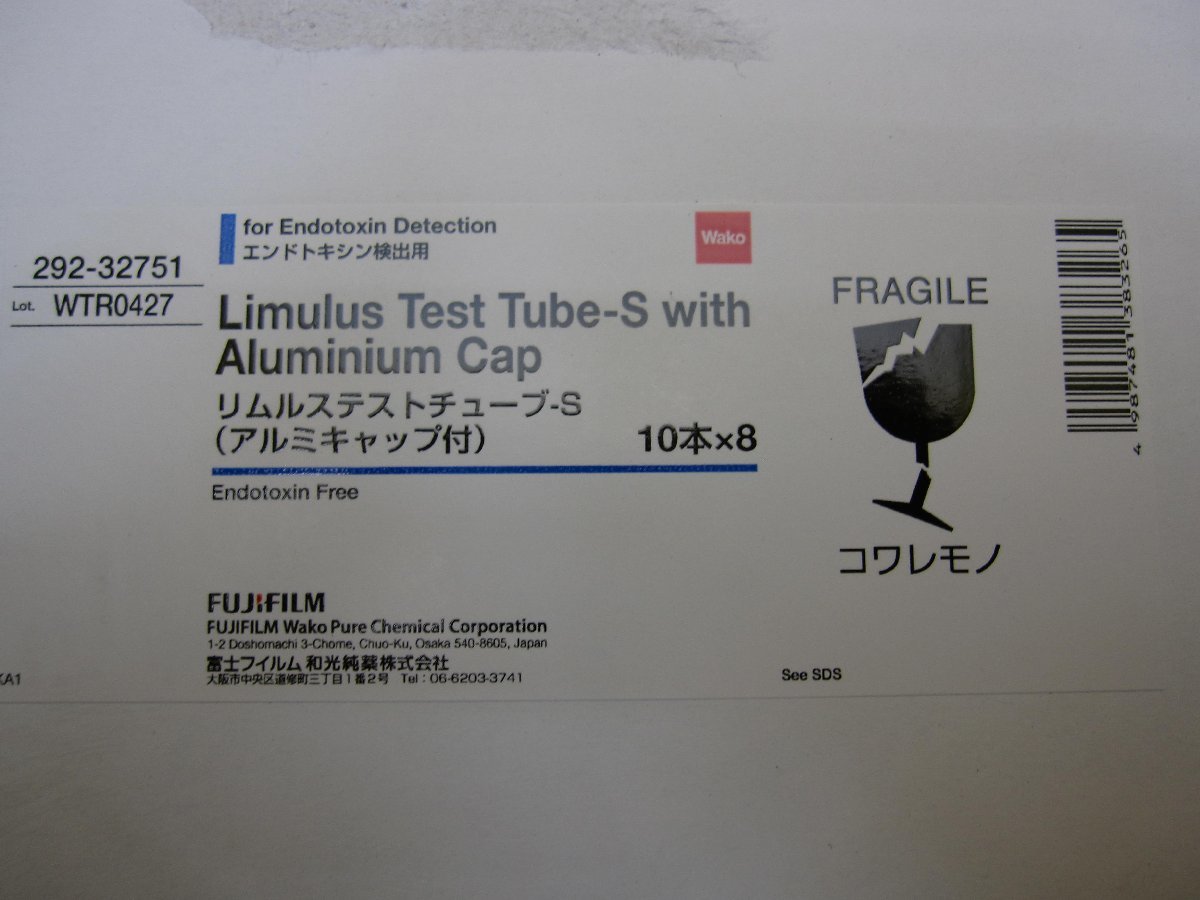 for Endotoxin Detection
エンドトキシン検出用
Wako
292-32751
Lot. WTR0427
Limulus Test Tube-S with
Aluminium Cap
リムルステストチューブ-S
(アルミキャップ付)
10本×8
Endotoxin Free
FUJIFILM
FUJIFILM Wako Pure Chemical Corporation
1-2 Doshomachi 3-Chome, Chuo-Ku, Osaka 540-8605, Japan
富士フイルム 和光純薬株式会社
大阪市中央区道修町三丁目1番2号 Tel:06-6203-3741
KA1
See SDS
FRAGILE
コワレモノ
4 987481 383265